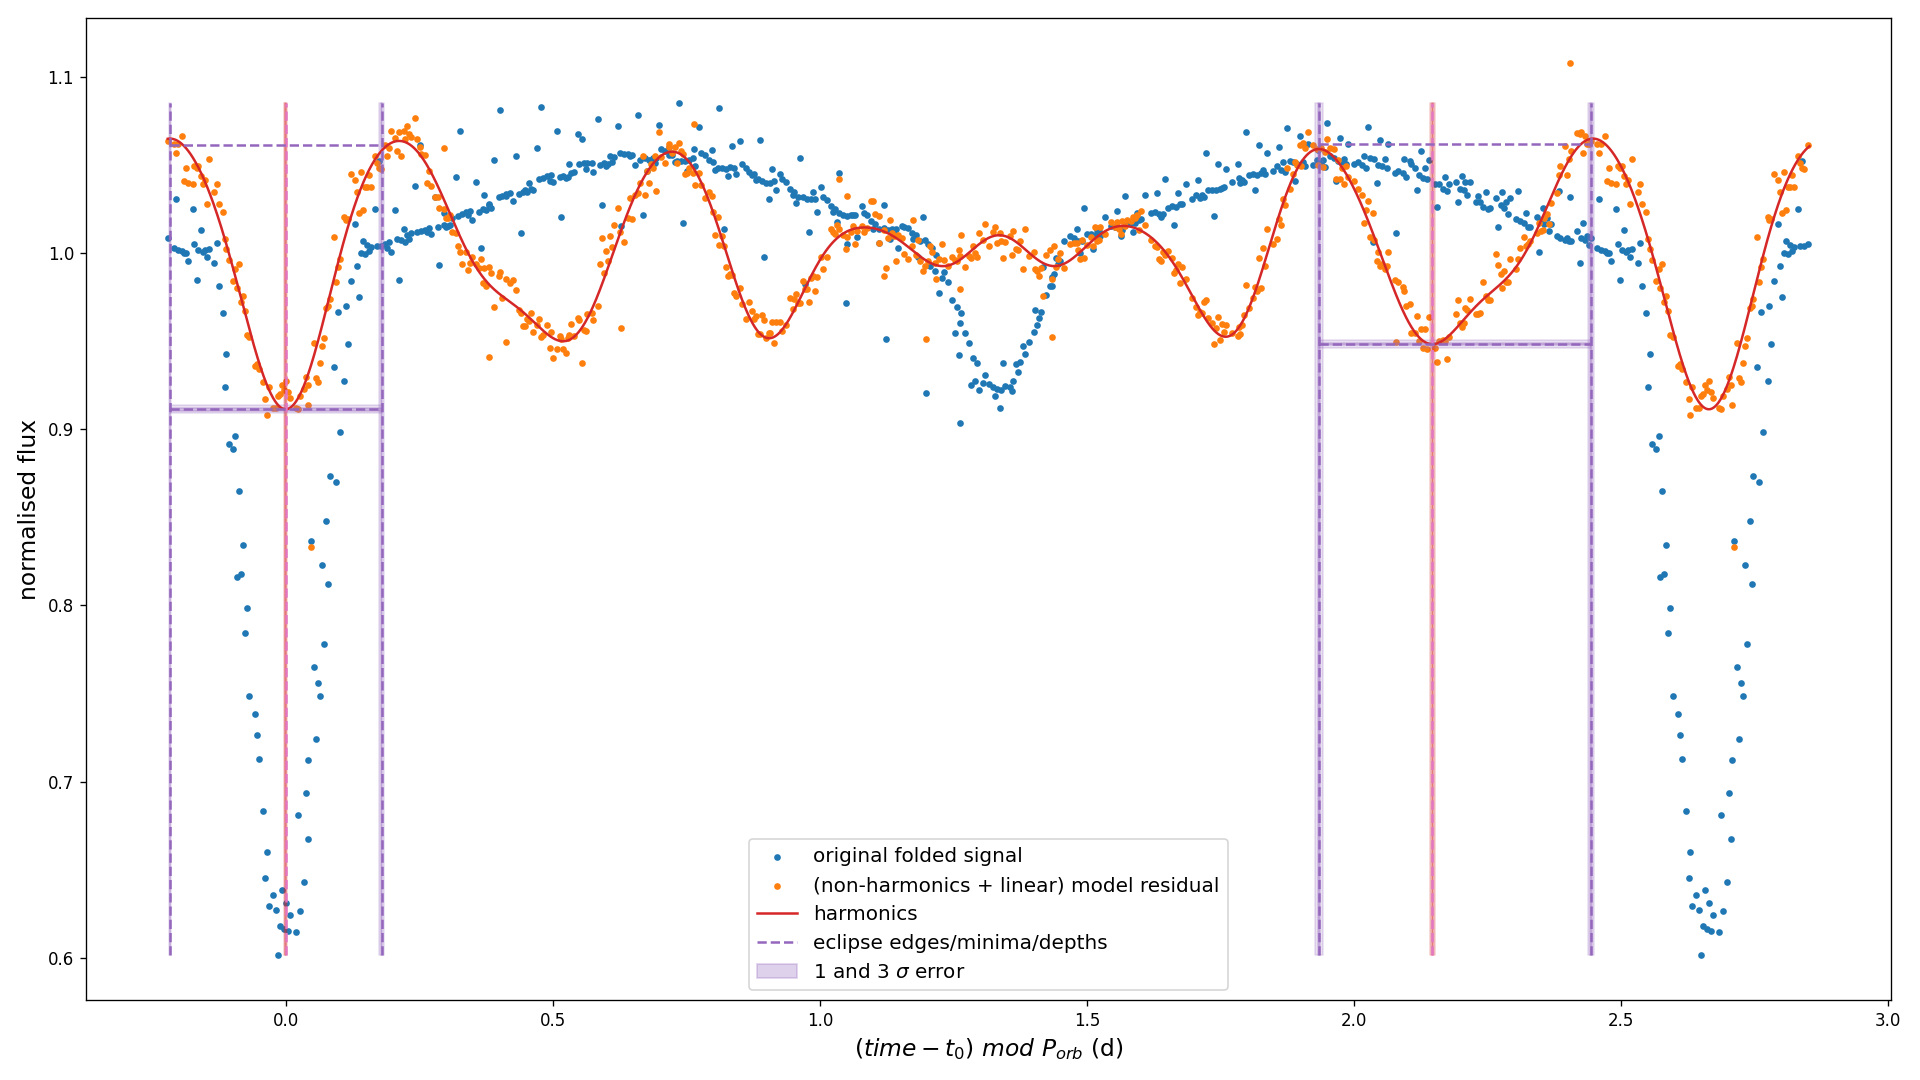 normalised flux
1.1
1.0
0.9
0.8
0.7
0.6
original folded signal
(non-harmonics + linear) model residual
harmonics
eclipse edges/minima/depths
1 and 3 σ error
0.0 0.5 1.0 1.5 2.0 2.5 3.0
(time − t₀) mod Pₒᵣb (d)